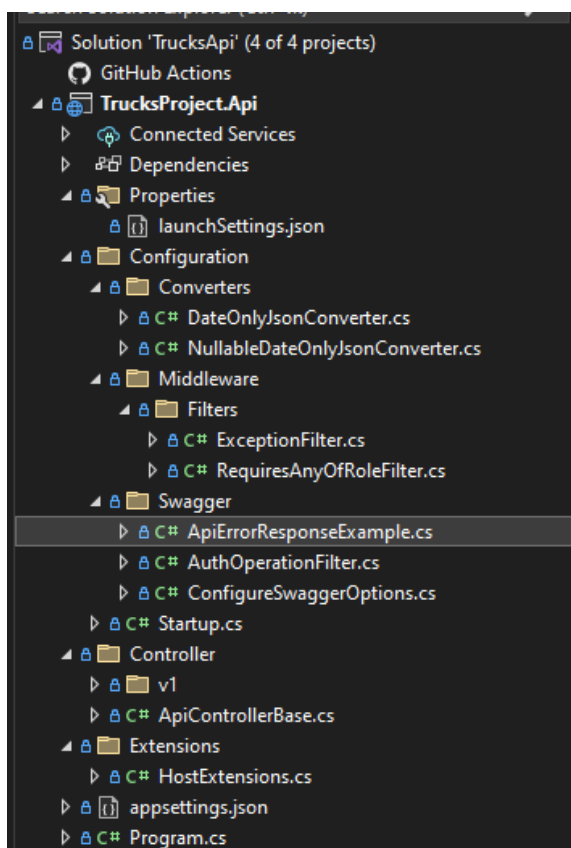 Solution 'TrucksApi' (4 of 4 projects)
GitHub Actions
TrucksProject.Api
Connected Services
Dependencies
Properties
launchSettings.json
Configuration
Converters
C# DateOnlyJsonConverter.cs
C# NullableDateOnlyJsonConverter.cs
Middleware
Filters
C# ExceptionFilter.cs
C# RequiresAnyOfRoleFilter.cs
Swagger
C# ApiErrorResponseExample.cs
C# AuthOperationFilter.cs
C# ConfigureSwaggerOptions.cs
C# Startup.cs
Controller
v1
C# ApiControllerBase.cs
Extensions
C# HostExtensions.cs
appsettings.json
C# Program.cs